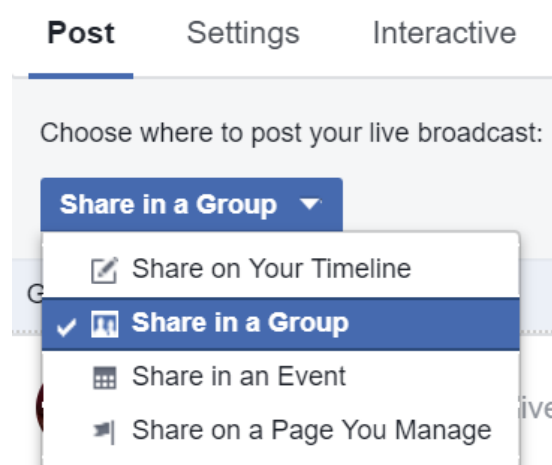 Post Settings Interactive
Choose where to post your live broadcast:
Share in a Group
Share on Your Timeline
Share in a Group
Share in an Event
Share on a Page You Manage